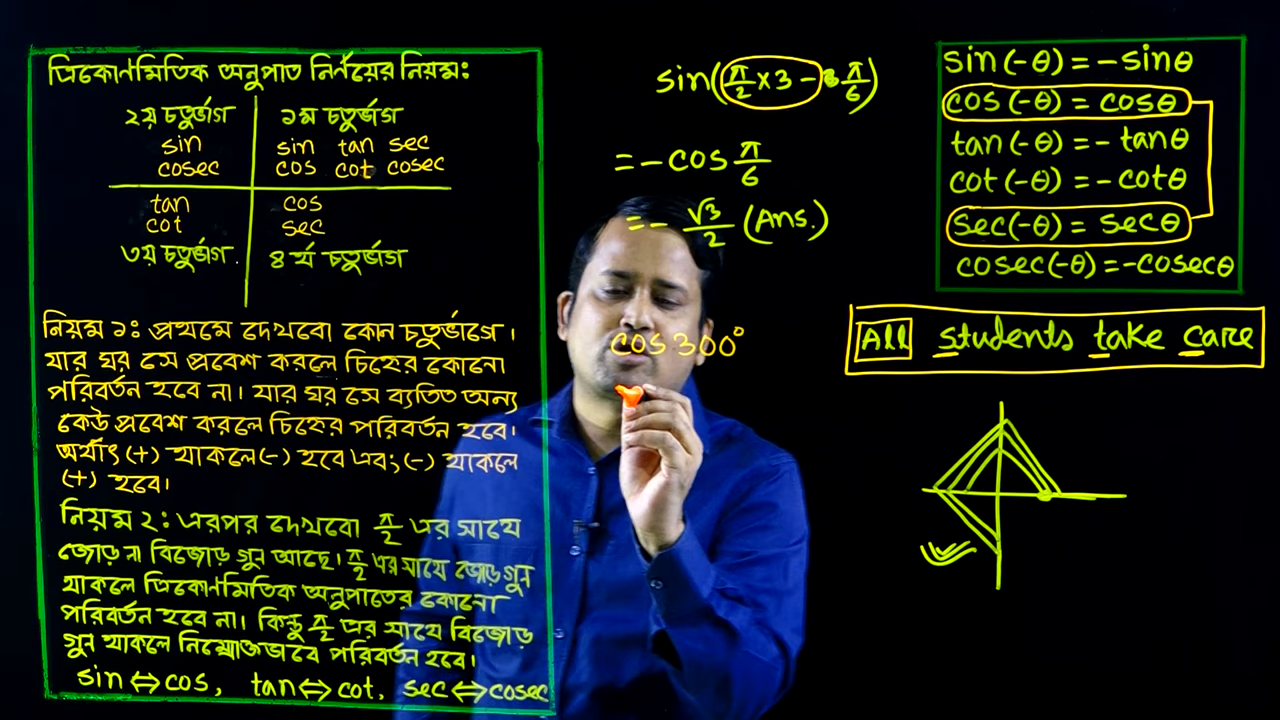 ত্রিকোণমিতিক অনুপাত নির্ণয়ের নিয়মঃ
২য় চতুর্ভাগ
sin
cosec
১ম চতুর্ভাগ
sin tan sec
cos cot cosec
tan
cot
৩য় চতুর্ভাগ
cos
sec
৪র্থ চতুর্ভাগ
নিয়ম ১ঃ প্রথমে দেখবো কোন চতুর্ভাগে।
যার ঘর সে প্রবেশ করলে চিহ্নের কোনো
পরিবর্তন হবে না। যার ঘর সে ব্যতিত অন্য
কেউ প্রবেশ করলে চিহ্নের পরিবর্তন হবে।
অর্থাৎ (+) থাকলে (-) হবে এবং (-) থাকলে
(+) হবে।
নিয়ম ২ঃ এরপর দেখবো π/2 এর সাথে
জোড় না বিজোড় গুন আছে। π/2 এর সাথে জোড় গুন
থাকলে ত্রিকোণমিতিক অনুপাতের কোনো
পরিবর্তন হবে না। কিন্তু π/2 এর সাথে বিজোড়
গুন থাকলে নিম্মোক্তভাবে পরিবর্তন হবে।
sin⇔cos, tan⇔cot, sec⇔cosec
sin(π/2 × 3 - π/6)
= - cos π/6
= - √3/2 (Ans.)
cos 300°
sin(-θ) = -sinθ
cos(-θ) = cosθ
tan(-θ) = -tanθ
cot(-θ) = -cotθ
sec(-θ) = secθ
cosec(-θ) = -cosecθ
All students take care